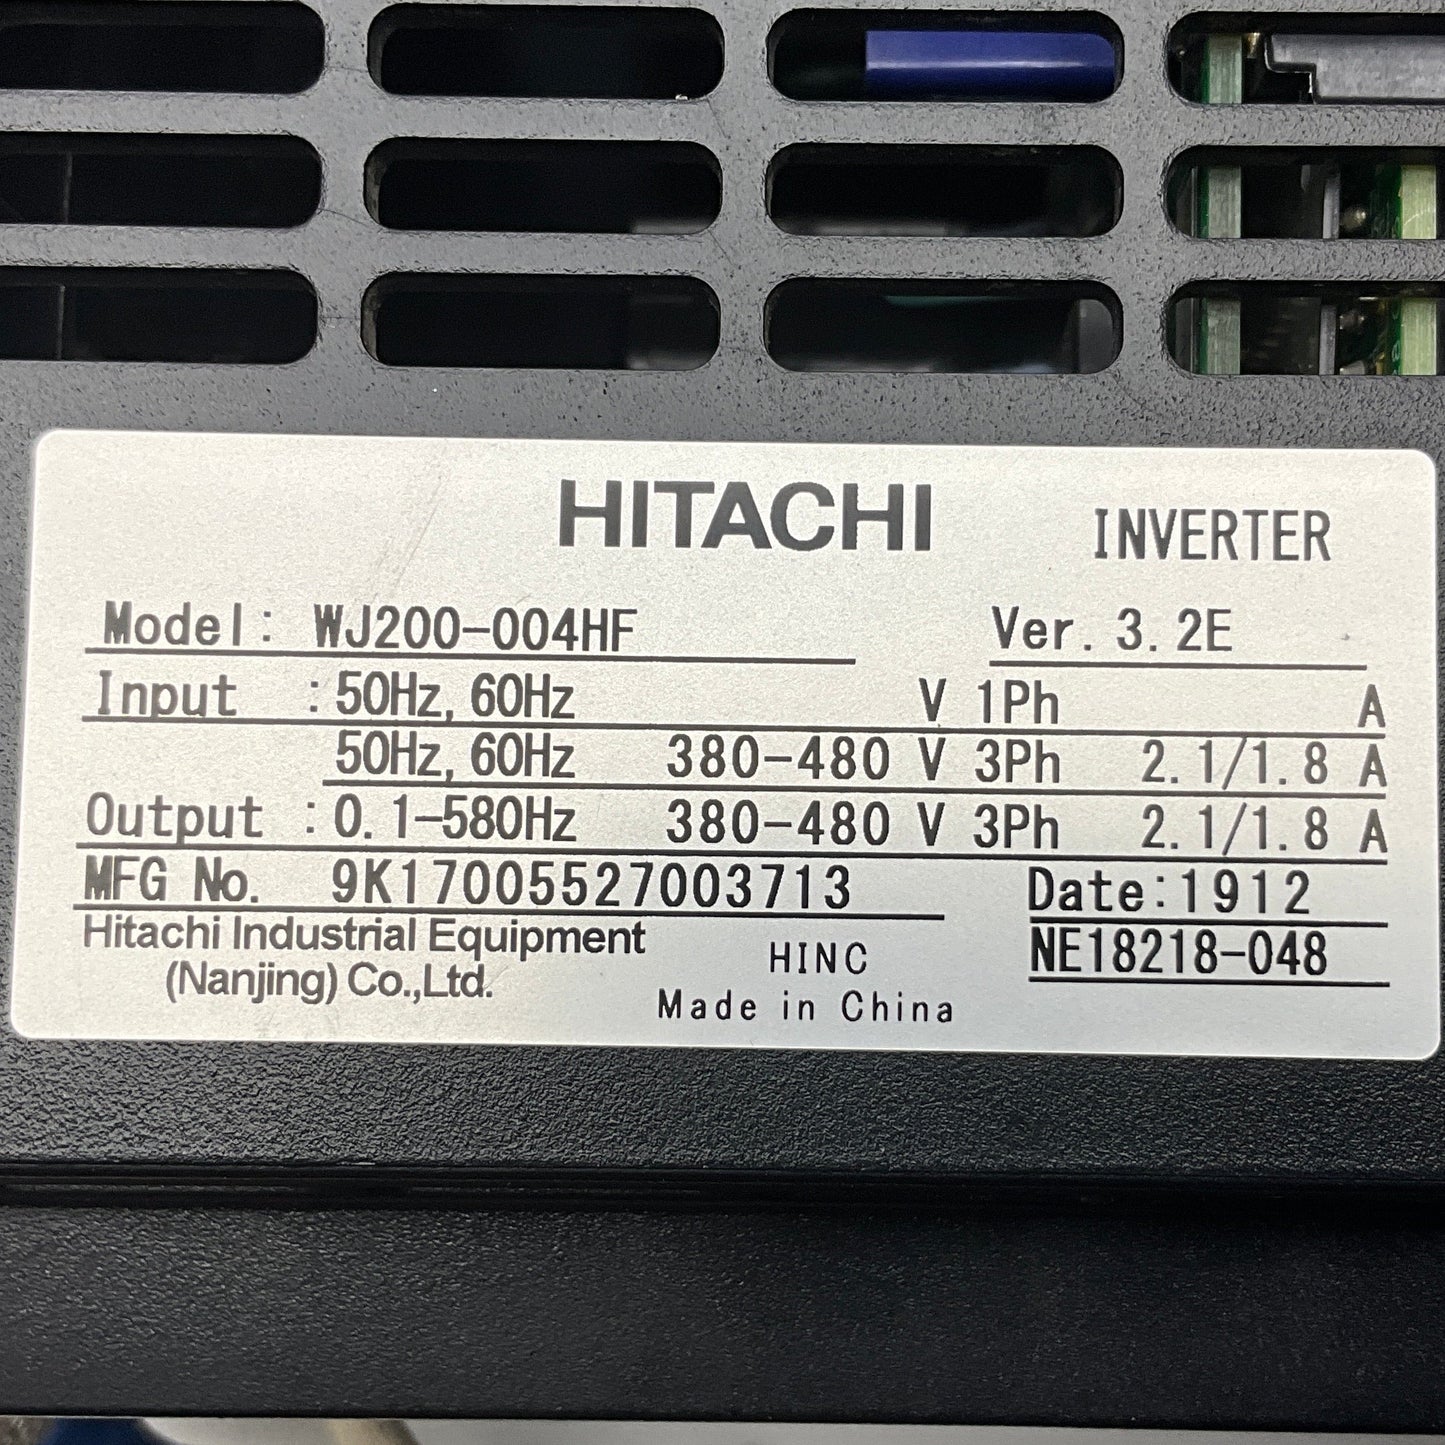 HITACHI INVERTER
Model: WJ200-004HF Ver. 3.2E
Input : 50Hz, 60Hz V 1Ph A
50Hz, 60Hz 380-480 V 3Ph 2.1/1.8 A
Output : 0.1-580Hz 380-480 V 3Ph 2.1/1.8 A
MFG No. 9K17005527003713 Date:1912
Hitachi Industrial Equipment
(Nanjing) Co.,Ltd.
HINC
Made in China
NE18218-048